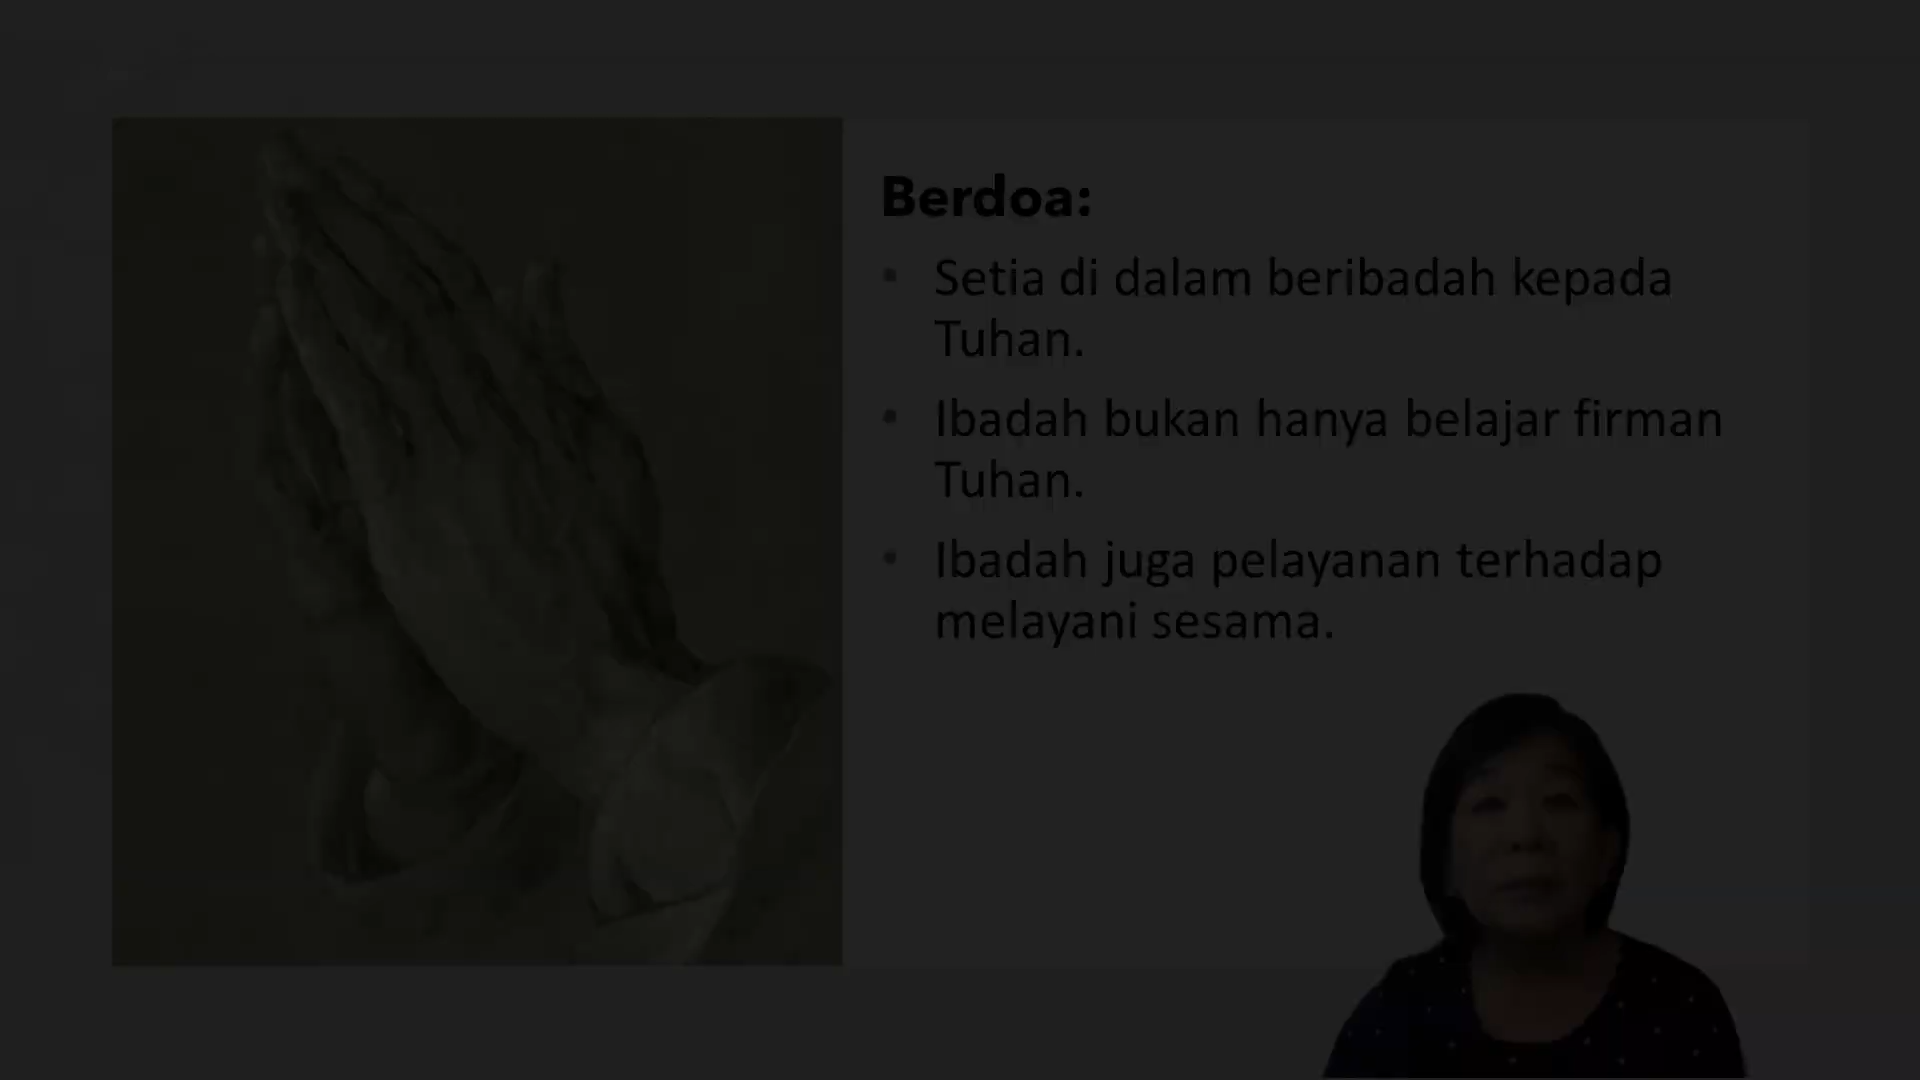 Berdoa:
• Setia di dalam beribadah kepada
Tuhan.
• Ibadah bukan hanya belajar firman
Tuhan.
• Ibadah juga pelayanan terhadap
melayani sesama.